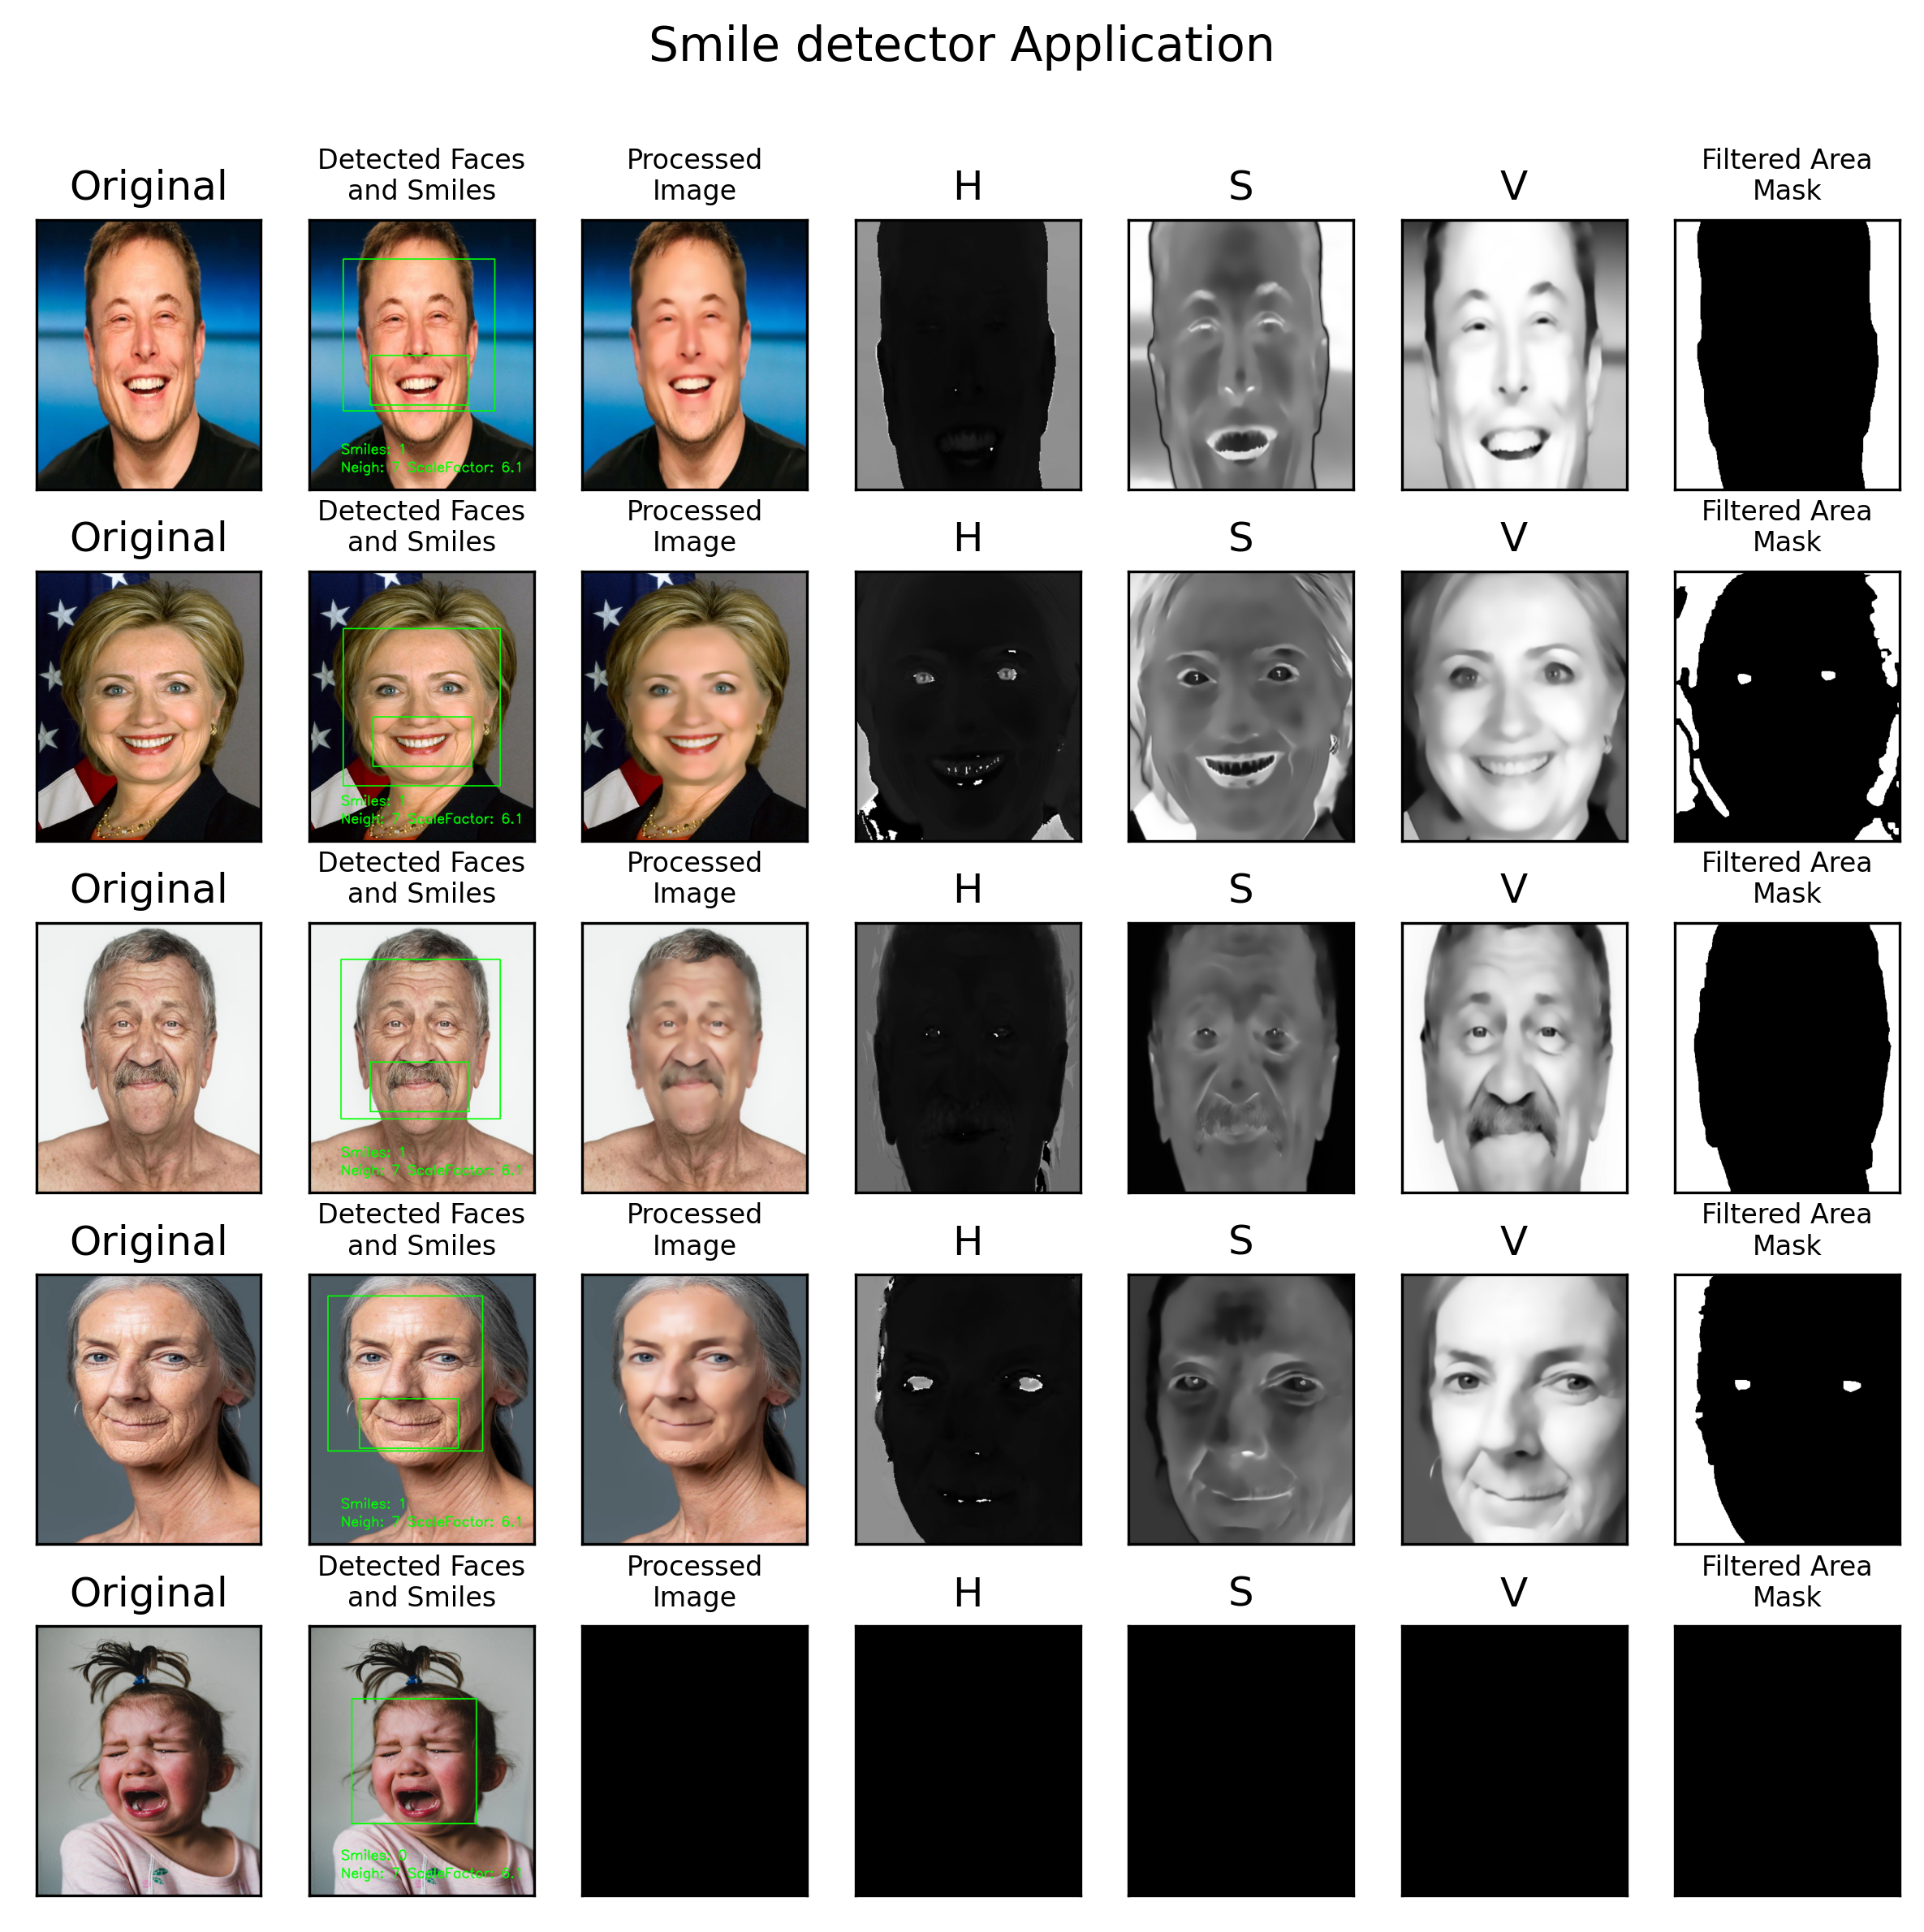 Smile detector Application
Original
Detected Faces
and Smiles
Processed
Image
H
S
V
Filtered Area
Mask
Smiles: 1
Neigh: 7 ScaleFactor: 6.1
Original
Detected Faces
and Smiles
Processed
Image
H
S
V
Filtered Area
Mask
Smiles: 1
Neigh: 7 ScaleFactor: 6.1
Original
Detected Faces
and Smiles
Processed
Image
H
S
V
Filtered Area
Mask
Smiles: 1
Neigh: 7 ScaleFactor: 6.1
Original
Detected Faces
and Smiles
Processed
Image
H
S
V
Filtered Area
Mask
Smiles: 1
Neigh: 7 ScaleFactor: 6.1
Original
Detected Faces
and Smiles
Processed
Image
H
S
V
Filtered Area
Mask
Smiles: 0
Neigh: 7 ScaleFactor: 6.1